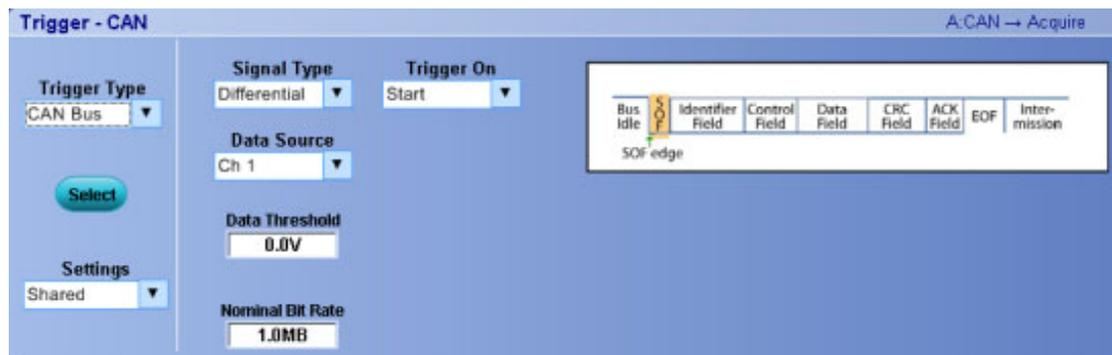 Trigger - CAN
A:CAN → Acquire
Trigger Type
CAN Bus
Select
Settings
Shared
Signal Type
Differential
Data Source
Ch 1
Data Threshold
0.0V
Nominal Bit Rate
1.0MB
Trigger On
Start
Bus Idle
SOF
Identifier Field
Control Field
Data Field
CRC Field
ACK Field
EOF
Inter-
mission
SOF edge